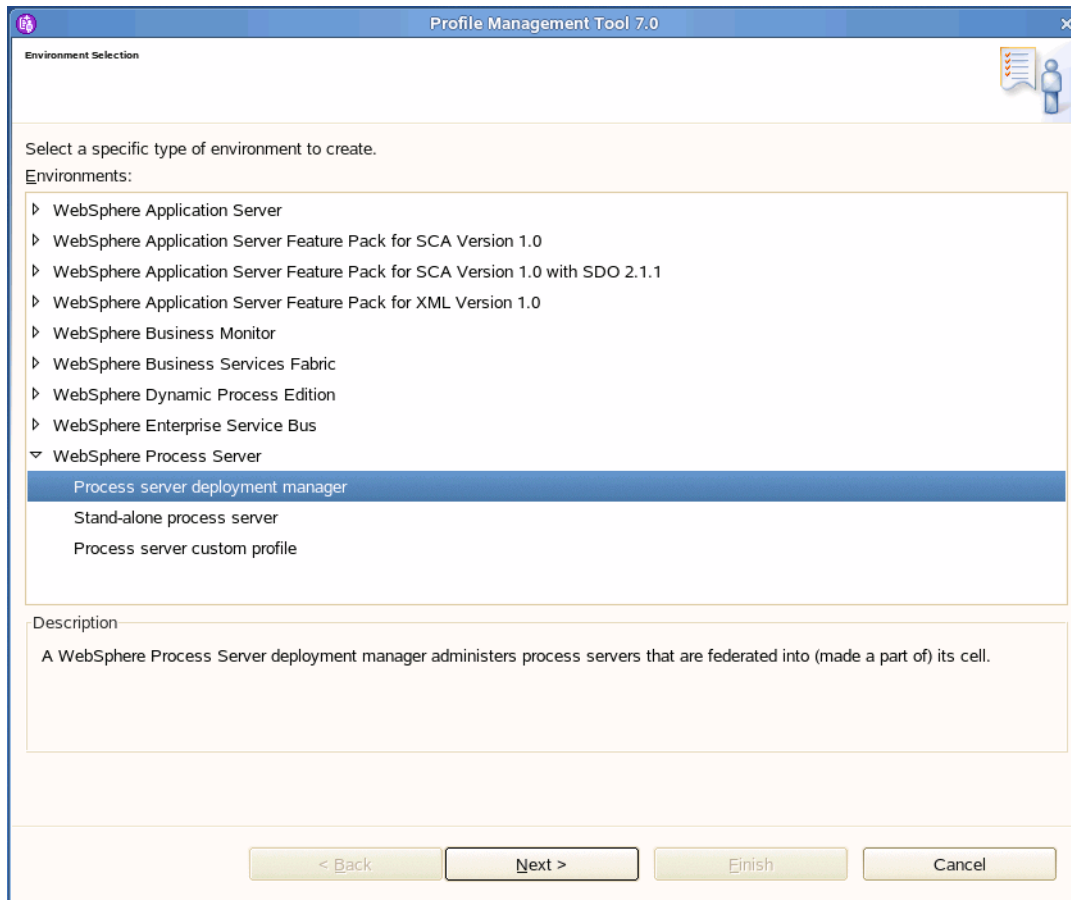 Profile Management Tool 7.0
Environment Selection
Select a specific type of environment to create.
Environments:
WebSphere Application Server
WebSphere Application Server Feature Pack for SCA Version 1.0
WebSphere Application Server Feature Pack for SCA Version 1.0 with SDO 2.1.1
WebSphere Application Server Feature Pack for XML Version 1.0
WebSphere Business Monitor
WebSphere Business Services Fabric
WebSphere Dynamic Process Edition
WebSphere Enterprise Service Bus
WebSphere Process Server
Process server deployment manager
Stand-alone process server
Process server custom profile
Description
A WebSphere Process Server deployment manager administers process servers that are federated into (made a part of) its cell.
< Back Next > Finish Cancel